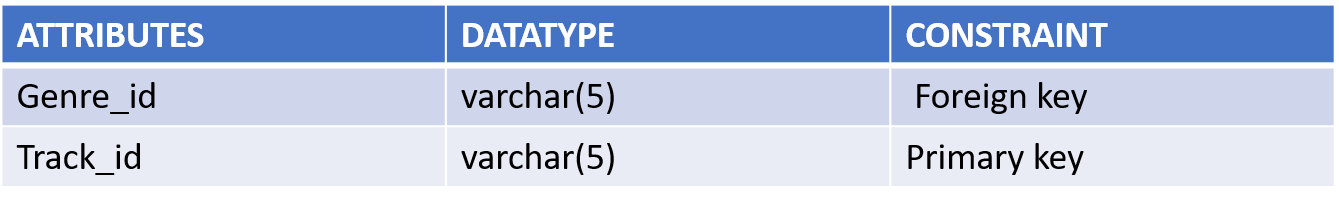 ATTRIBUTES DATATYPE CONSTRAINT
Genre_id varchar(5) Foreign key
Track_id varchar(5) Primary key